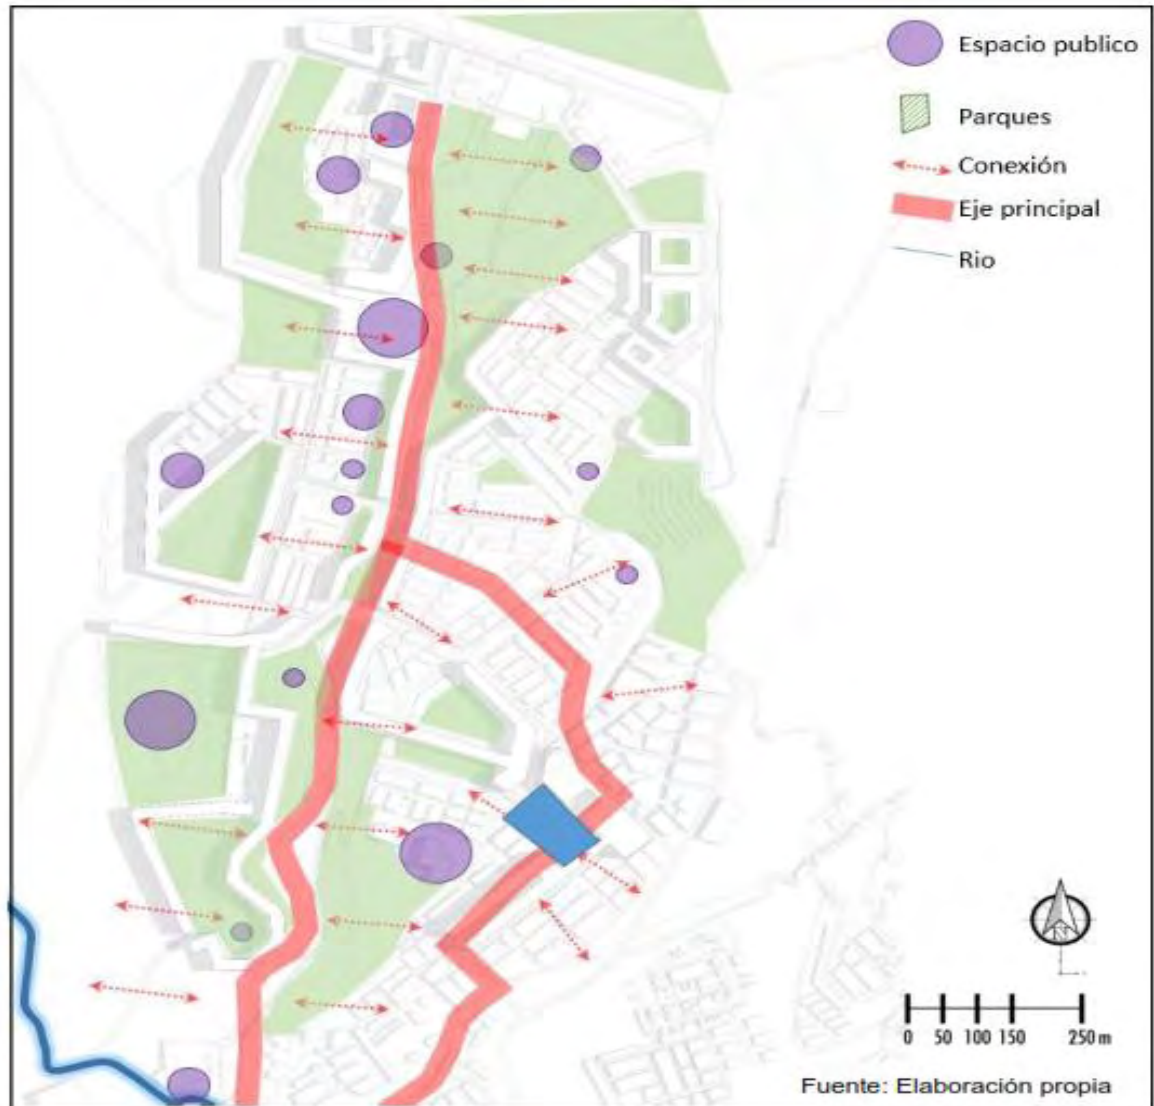 Espacio publico
Parques
Conexión
Eje principal
Rio
N
0 50 100 150 250 m
Fuente: Elaboración propia